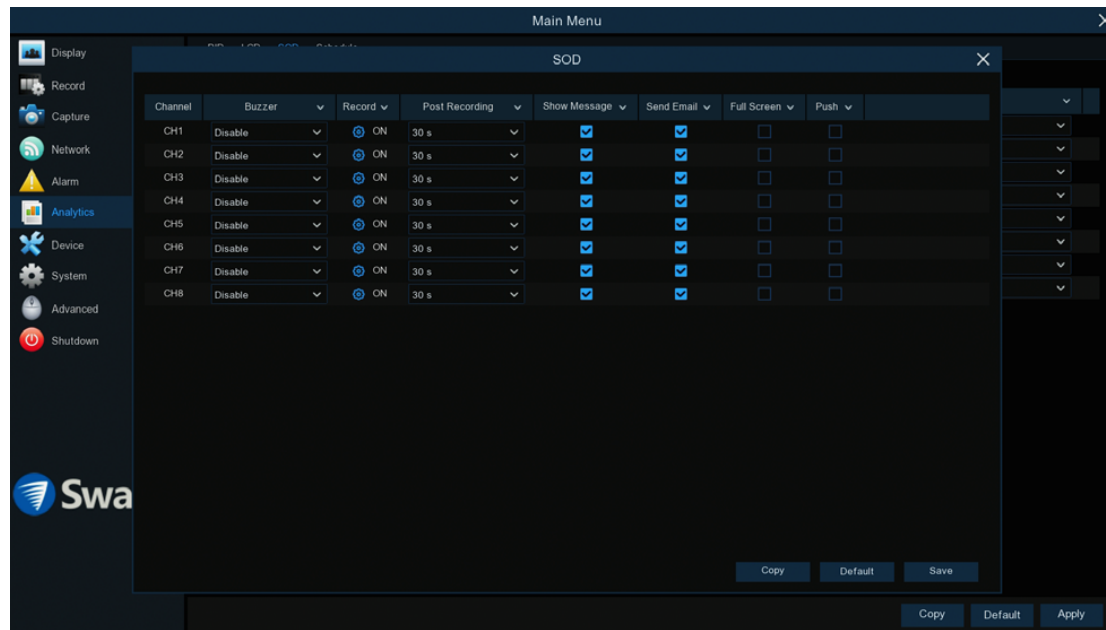 Main Menu
Display
Record
Capture
Network
Alarm
Analytics
Device
System
Advanced
Shutdown
Swa
SOD
Channel Buzzer Record Post Recording Show Message Send Email Full Screen Push
CH1 Disable ON 30 s
CH2 Disable ON 30 s
CH3 Disable ON 30 s
CH4 Disable ON 30 s
CH5 Disable ON 30 s
CH6 Disable ON 30 s
CH7 Disable ON 30 s
CH8 Disable ON 30 s
Copy Default Save
Copy Default Apply